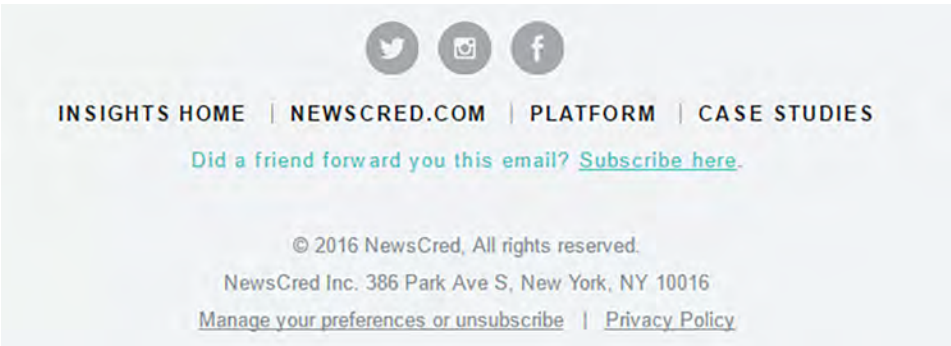 INSIGHTS HOME | NEWSCRED.COM | PLATFORM | CASE STUDIES
Did a friend forward you this email? Subscribe here.
© 2016 NewsCred, All rights reserved.
NewsCred Inc. 386 Park Ave S, New York, NY 10016
Manage your preferences or unsubscribe | Privacy Policy